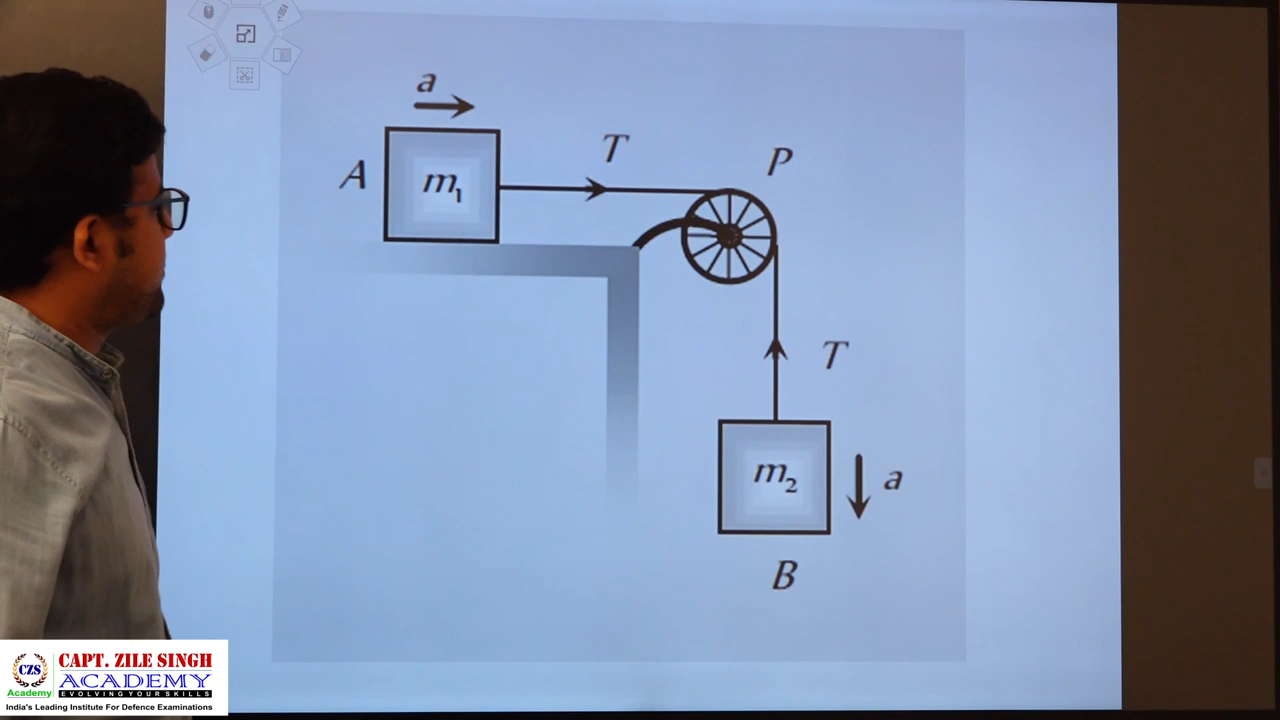 a
T
P
A
m₁
T
m₂
a
B
CZS
Academy
CAPT. ZILE SINGH
ACADEMY
EVOLVING YOUR SKILLS
India's Leading Institute For Defence Examinations